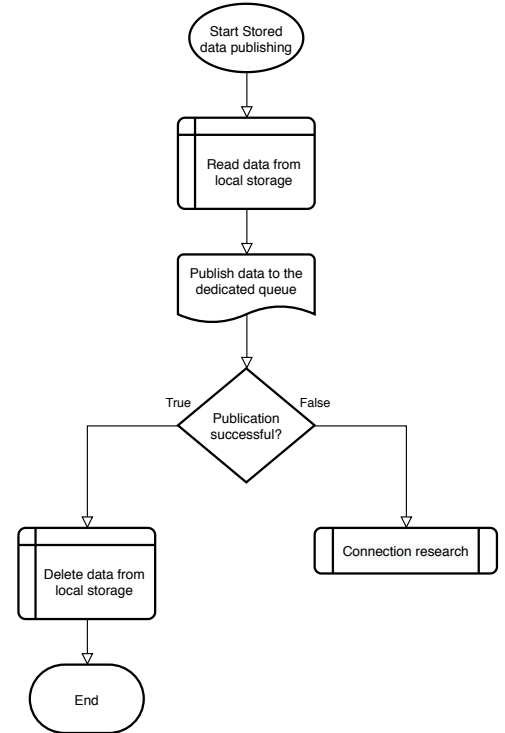 Start Stored
data publishing
Read data from
local storage
Publish data to the
dedicated queue
True
False
Publication
successful?
Connection research
Delete data from
local storage
End